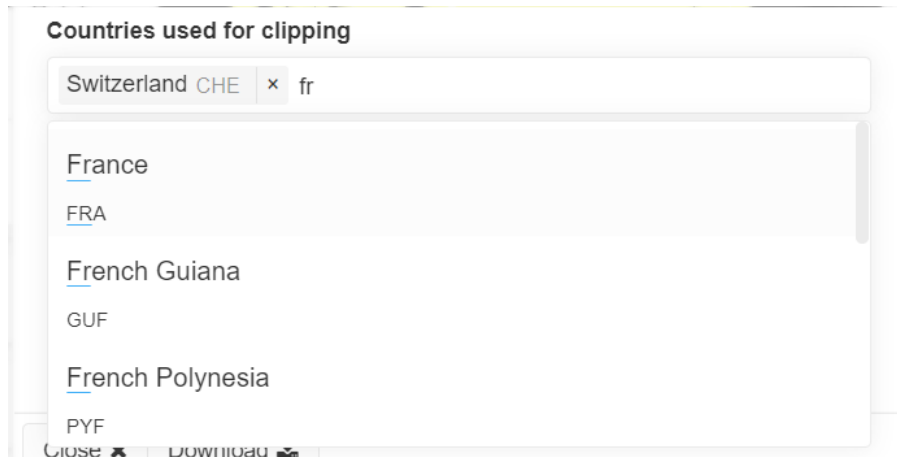 Countries used for clipping
Switzerland CHE × fr
France
FRA
French Guiana
GUF
French Polynesia
PYF
Close ✖ Download